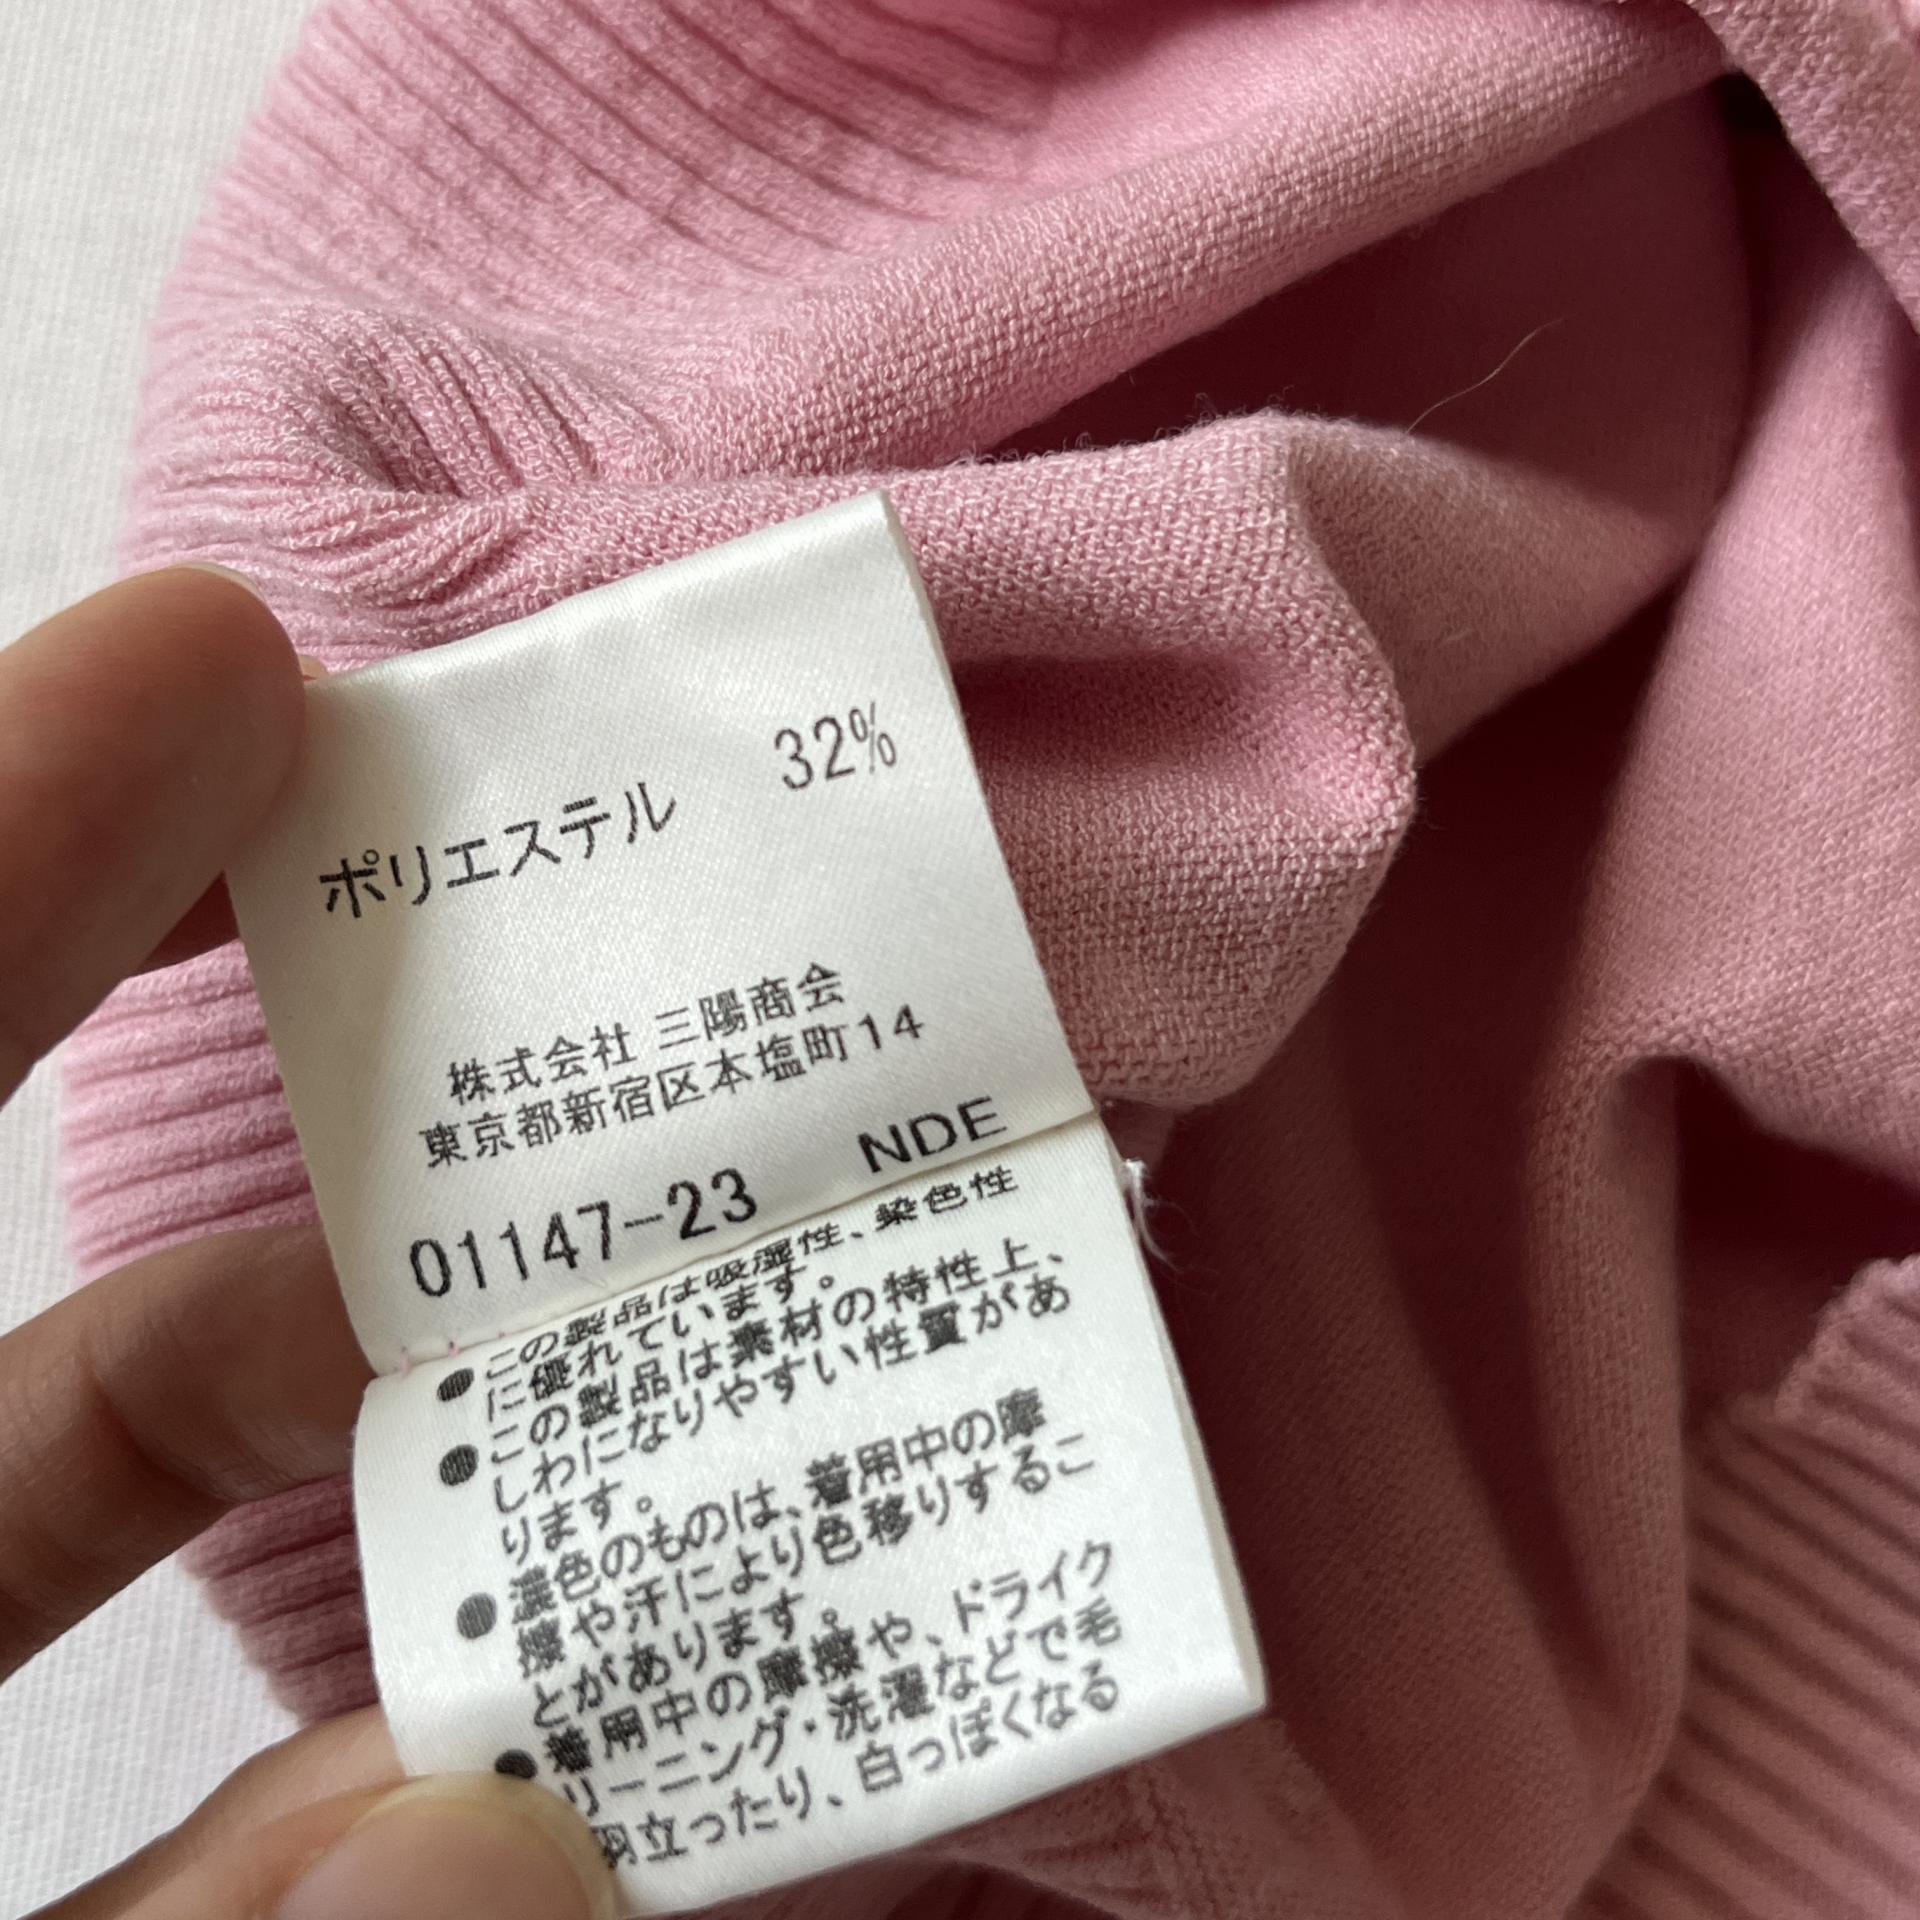 ポリエステル 32%
株式会社 三陽商会
東京都新宿区本塩町14
01147-23 NDE
●この製品は吸湿性、染色性
に優れています。
●この製品は素材の特性上、
しわになりやすい性質があ
ります。
●濃色のものは、着用中の摩
擦や汗により色移りするこ
とがあります。
●着用中の摩擦や、ドライク
リーニング・洗濯などで毛
羽立ったり、白っぽくなる